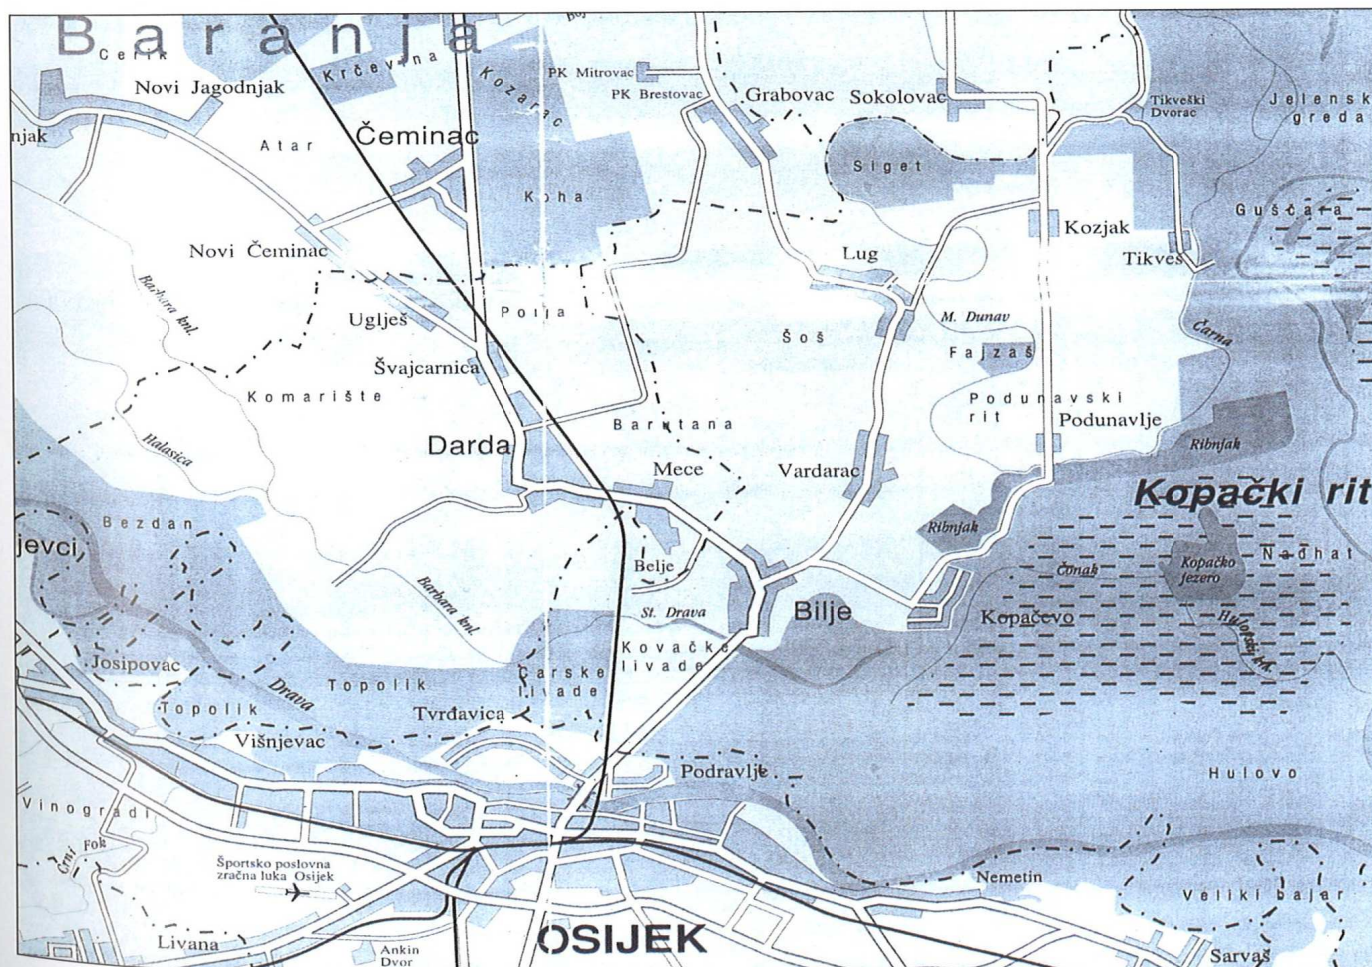 Baranja
Cerik
Krčevina
Kozarac
Novi Jagodnjak
PK Mitrovac
PK Brestovac
Grabovac
Sokolovac
Tikveški
Dvorac
Jelensk
greda
njak
Atar
Čeminac
Siget
Koha
Gušćara
Kozjak
Novi Čeminac
Lug
Tikveš
Barbara knl.
Uglješ
Polja
Šoš
M. Dunav
Fajzaš
Čarna
Švajcarnica
Komarište
Podunavski
rit
Podunavlje
Barutana
Halasica
Darda
Mece
Vardarac
Ribnjak
Kopački rit
Bezdan
Ribnjak
jevci
Belje
Čonak
Kopačko
jezero
Nadhat
Barbara knl.
St. Drava
Bilje
Kopačevo
Hulovski k.
Josipovac
Kovačke
livade
Carske
livade
Topolik
Drava
Topolik
Tvrđavica
Višnjevac
Podravlje
Hulovo
Vinogradi
Crni Fok
Športsko poslovna
zračna luka Osijek
Nemetin
Veliki bajar
Livana
Ankin
Dvor
OSIJEK
Sarvaš